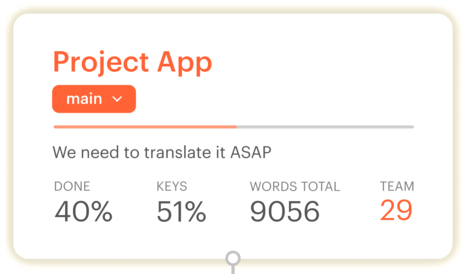 Project App
main
We need to translate it ASAP
DONE KEYS WORDS TOTAL TEAM
40% 51% 9056 29